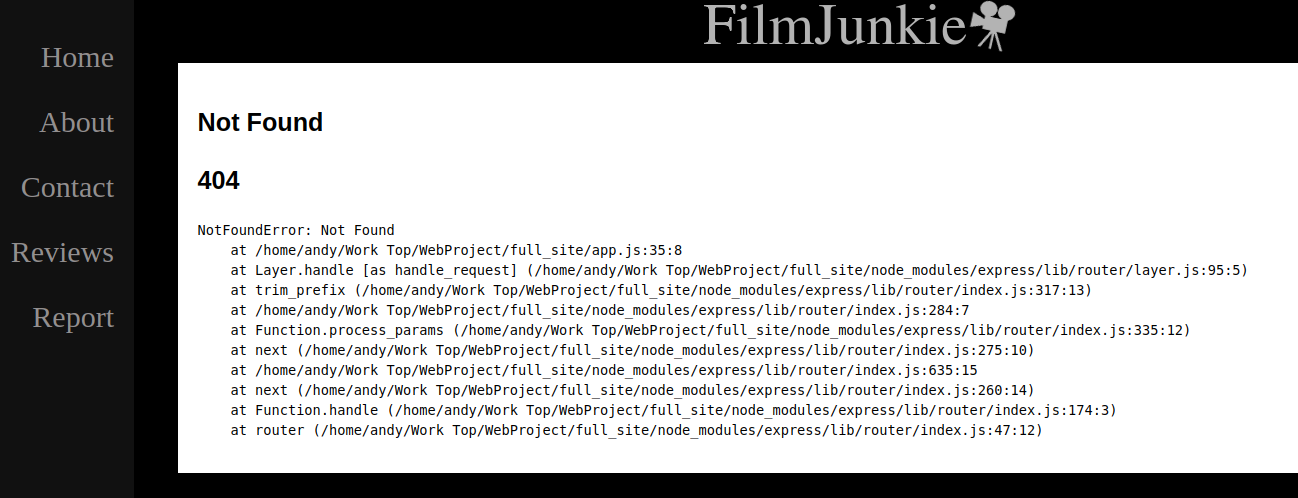 FilmJunkie
Home
About
Contact
Reviews
Report
Not Found
404
NotFoundError: Not Found
    at /home/andy/Work Top/WebProject/full_site/app.js:35:8
    at Layer.handle [as handle_request] (/home/andy/Work Top/WebProject/full_site/node_modules/express/lib/router/layer.js:95:5)
    at trim_prefix (/home/andy/Work Top/WebProject/full_site/node_modules/express/lib/router/index.js:317:13)
    at /home/andy/Work Top/WebProject/full_site/node_modules/express/lib/router/index.js:284:7
    at Function.process_params (/home/andy/Work Top/WebProject/full_site/node_modules/express/lib/router/index.js:335:12)
    at next (/home/andy/Work Top/WebProject/full_site/node_modules/express/lib/router/index.js:275:10)
    at /home/andy/Work Top/WebProject/full_site/node_modules/express/lib/router/index.js:635:15
    at next (/home/andy/Work Top/WebProject/full_site/node_modules/express/lib/router/index.js:260:14)
    at Function.handle (/home/andy/Work Top/WebProject/full_site/node_modules/express/lib/router/index.js:174:3)
    at router (/home/andy/Work Top/WebProject/full_site/node_modules/express/lib/router/index.js:47:12)